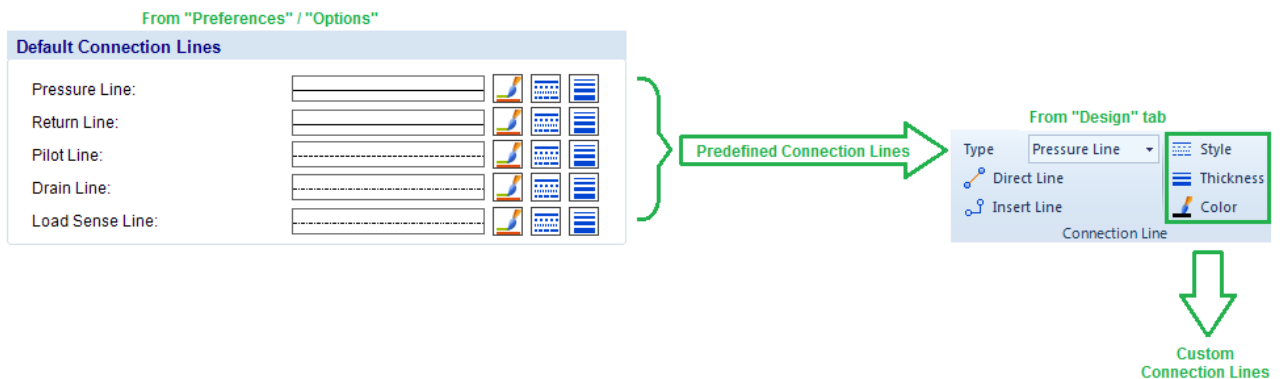 From "Preferences" / "Options"
Default Connection Lines
Pressure Line:
Return Line:
Pilot Line:
Drain Line:
Load Sense Line:
Predefined Connection Lines
From "Design" tab
Type Pressure Line Style
Direct Line Thickness
Insert Line Color
Connection Line
Custom
Connection Lines